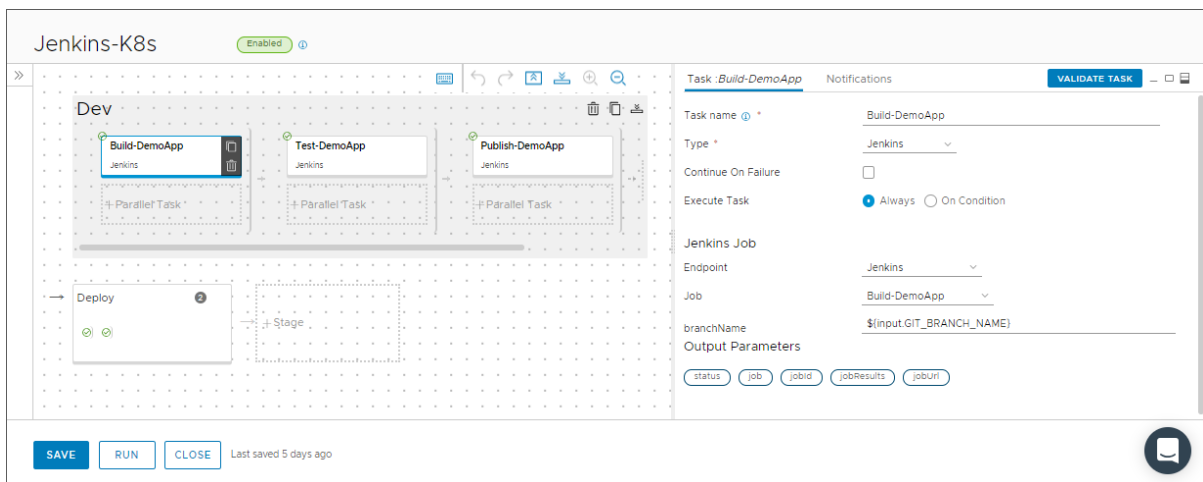 Jenkins-K8s Enabled
Task :Build-DemoApp Notifications VALIDATE TASK
Dev
Build-DemoApp Test-DemoApp Publish-DemoApp
Jenkins Jenkins Jenkins
+ Parallel Task + Parallel Task + Parallel Task
Deploy 2
+ Stage
Task name *
Build-DemoApp
Type *
Jenkins
Continue On Failure
Execute Task
Always On Condition
Jenkins Job
Endpoint
Jenkins
Job
Build-DemoApp
branchName
${input.GIT_BRANCH_NAME}
Output Parameters
status job jobId jobResults jobUrl
SAVE RUN CLOSE Last saved 5 days ago